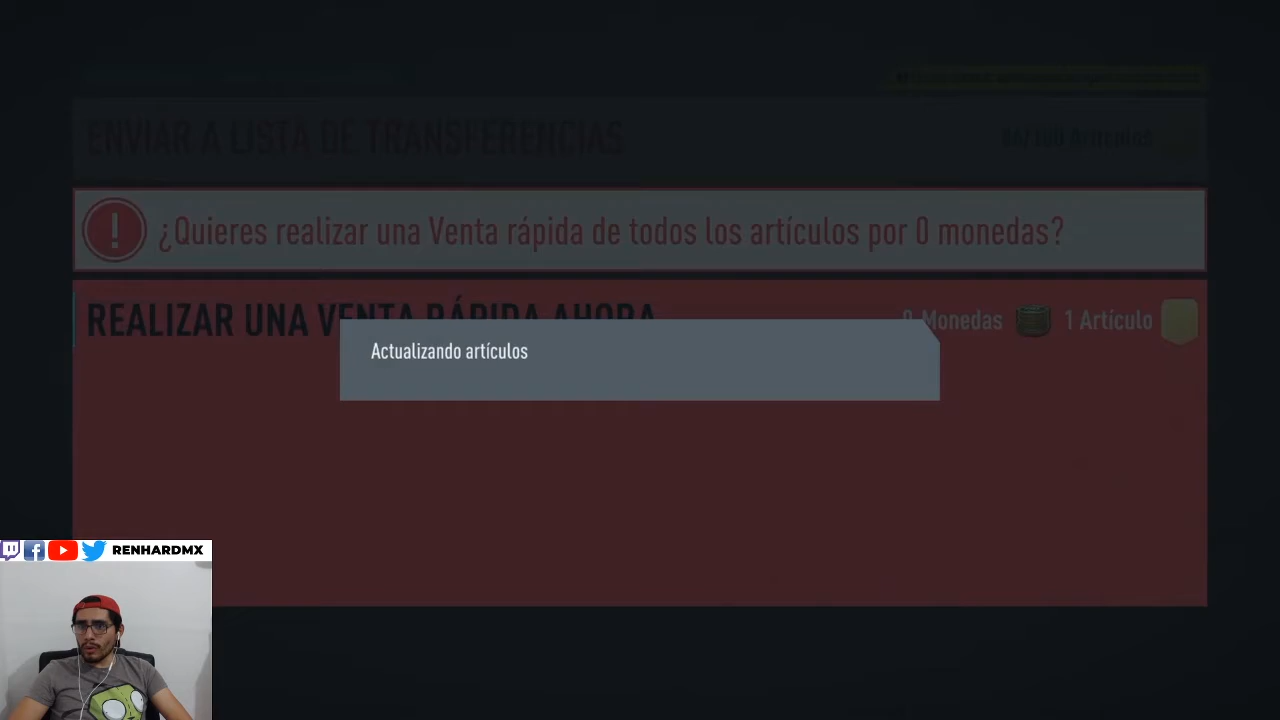 ENVIAR A LISTA DE TRANSFERENCIAS
¿Quieres realizar una Venta rápida de todos los artículos por 0 monedas?
REALIZAR UNA VENTA RÁPIDA AHORA
0 Monedas
1 Artículo
Actualizando artículos
RENHARDMX